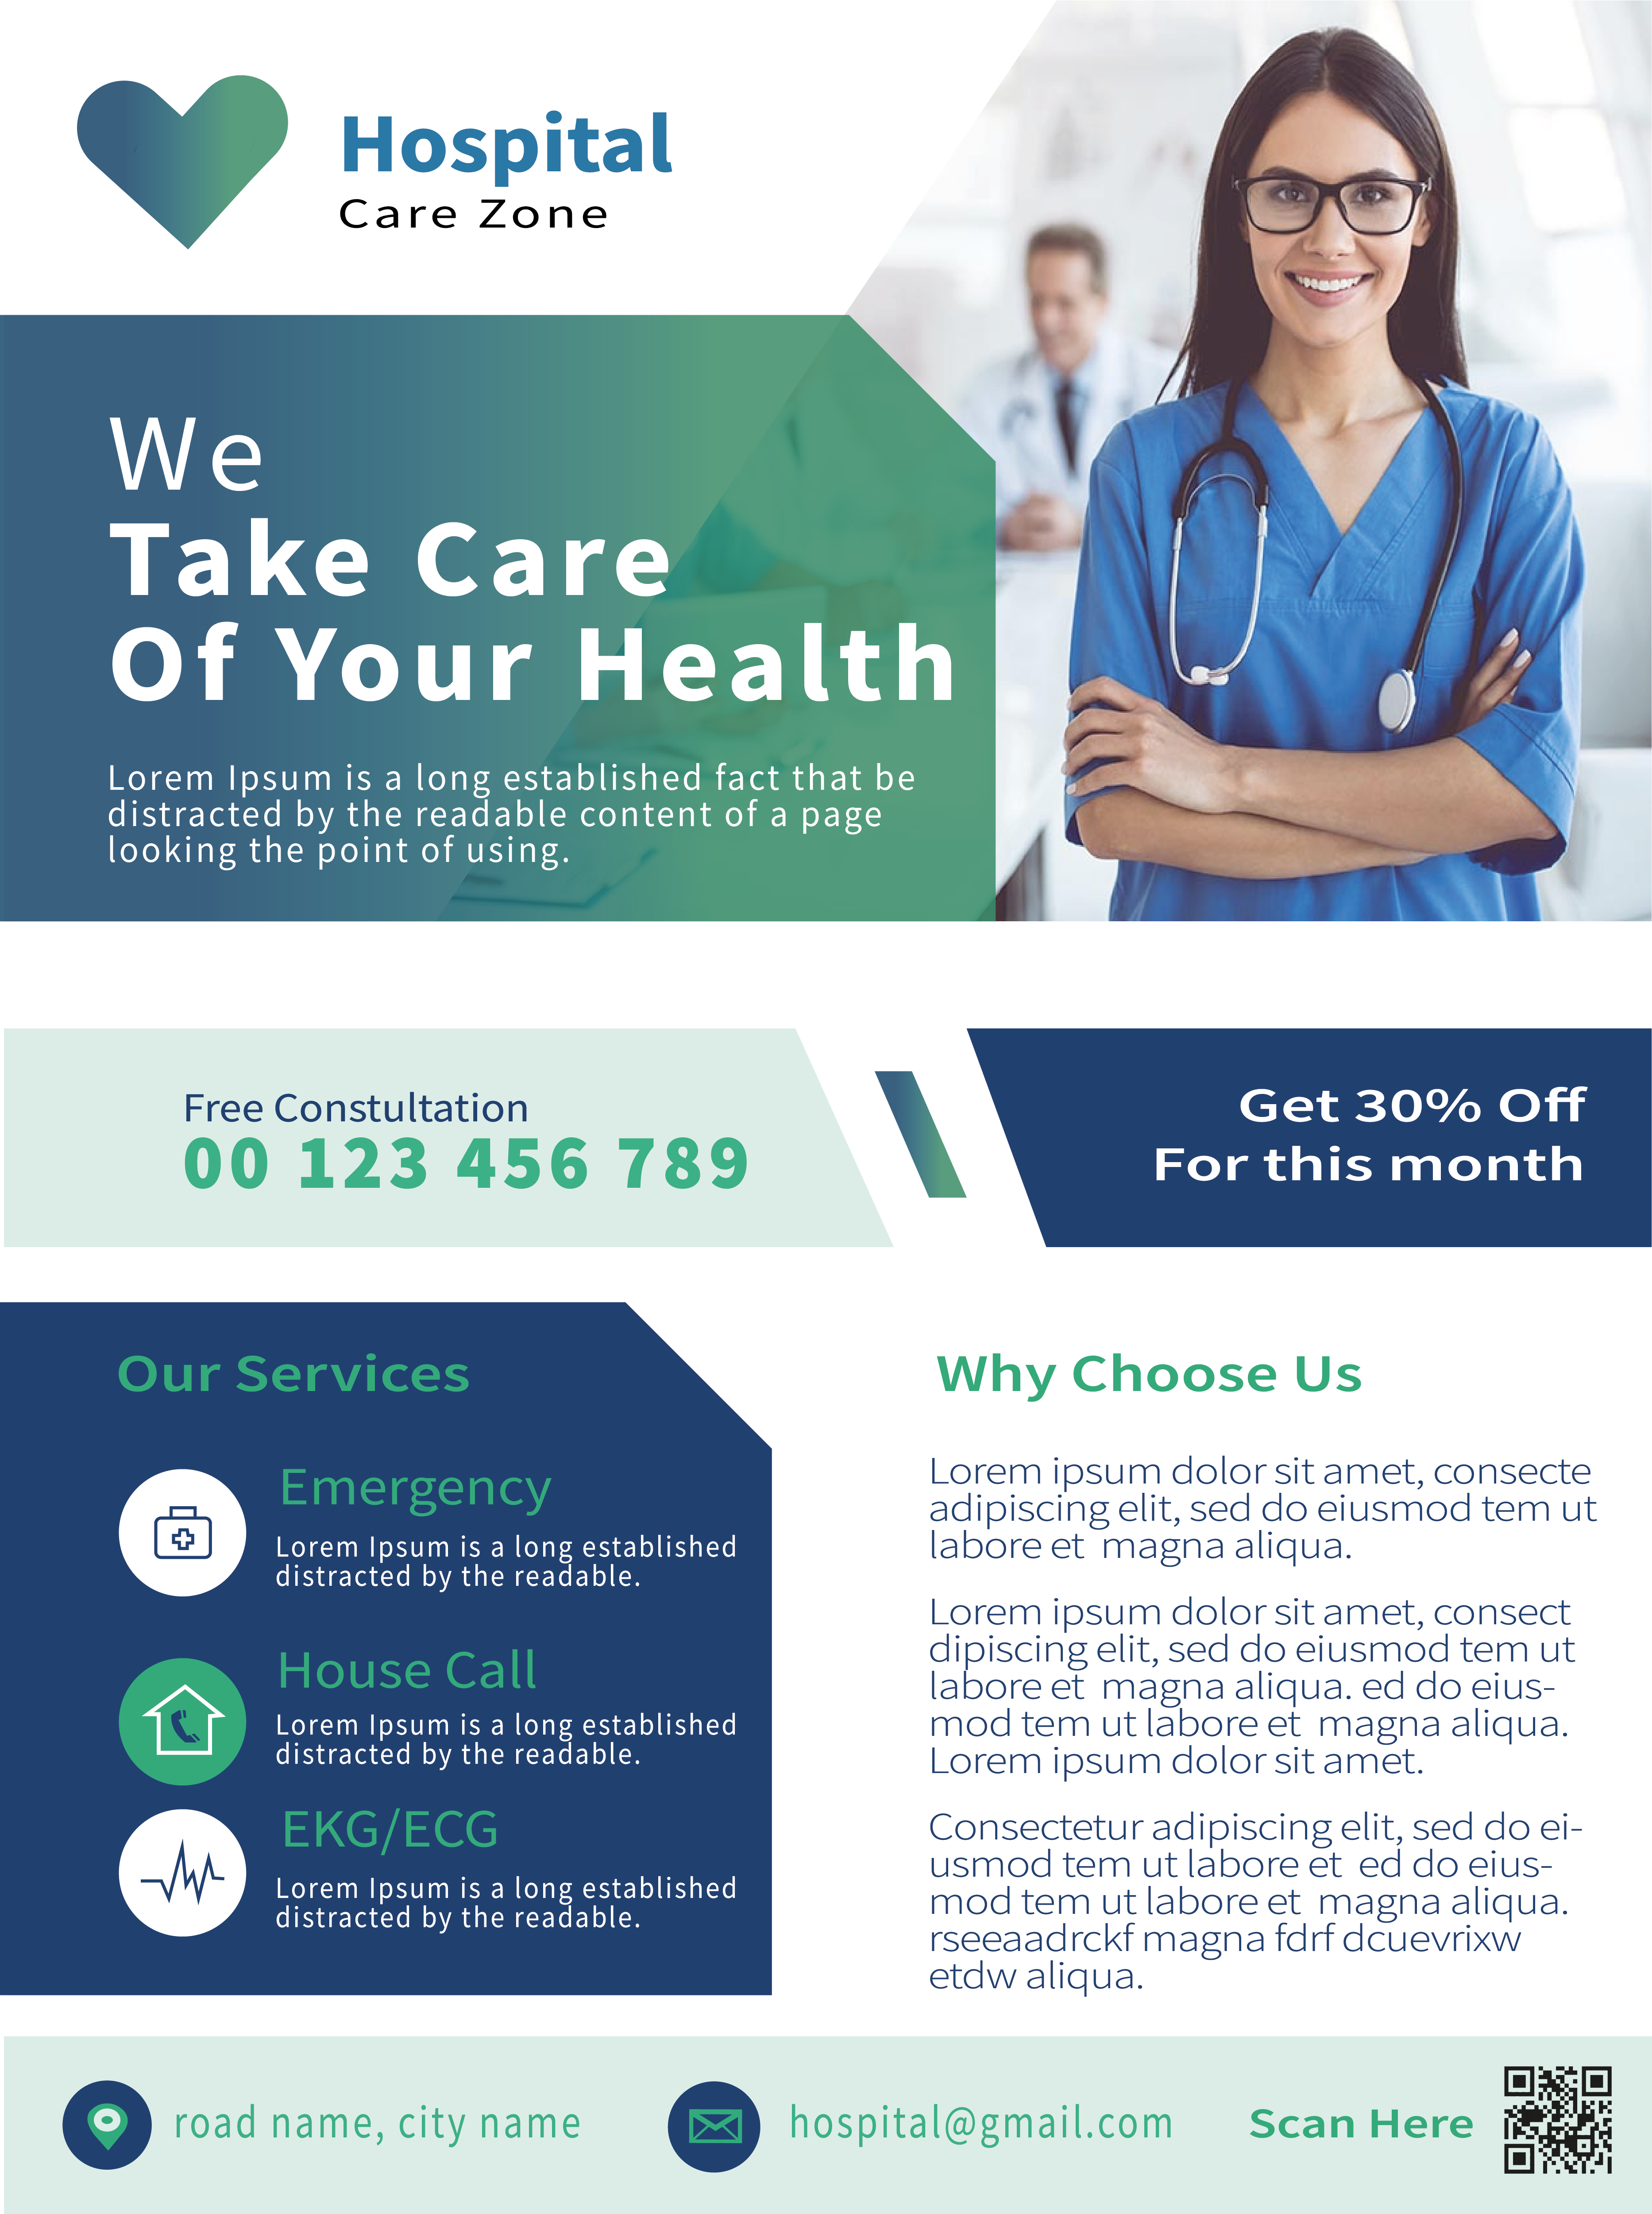 Hospital
Care Zone
We
Take Care
Of Your Health
Lorem Ipsum is a long established fact that be
distracted by the readable content of a page
looking the point of using.
Free Constultation
00 123 456 789
Get 30% Off
For this month
Our Services
Emergency
Lorem Ipsum is a long established
distracted by the readable.
House Call
Lorem Ipsum is a long established
distracted by the readable.
EKG/ECG
Lorem Ipsum is a long established
distracted by the readable.
Why Choose Us
Lorem ipsum dolor sit amet, consecte
adipiscing elit, sed do eiusmod tem ut
labore et  magna aliqua.
Lorem ipsum dolor sit amet, consect
dipiscing elit, sed do eiusmod tem ut
labore et  magna aliqua. ed do eius-
mod tem ut labore et  magna aliqua.
Lorem ipsum dolor sit amet.
Consectetur adipiscing elit, sed do ei-
usmod tem ut labore et  ed do eius-
mod tem ut labore et  magna aliqua.
rseeaadrckf magna fdrf dcuevrixw
etdw aliqua.
road name, city name
hospital@gmail.com
Scan Here